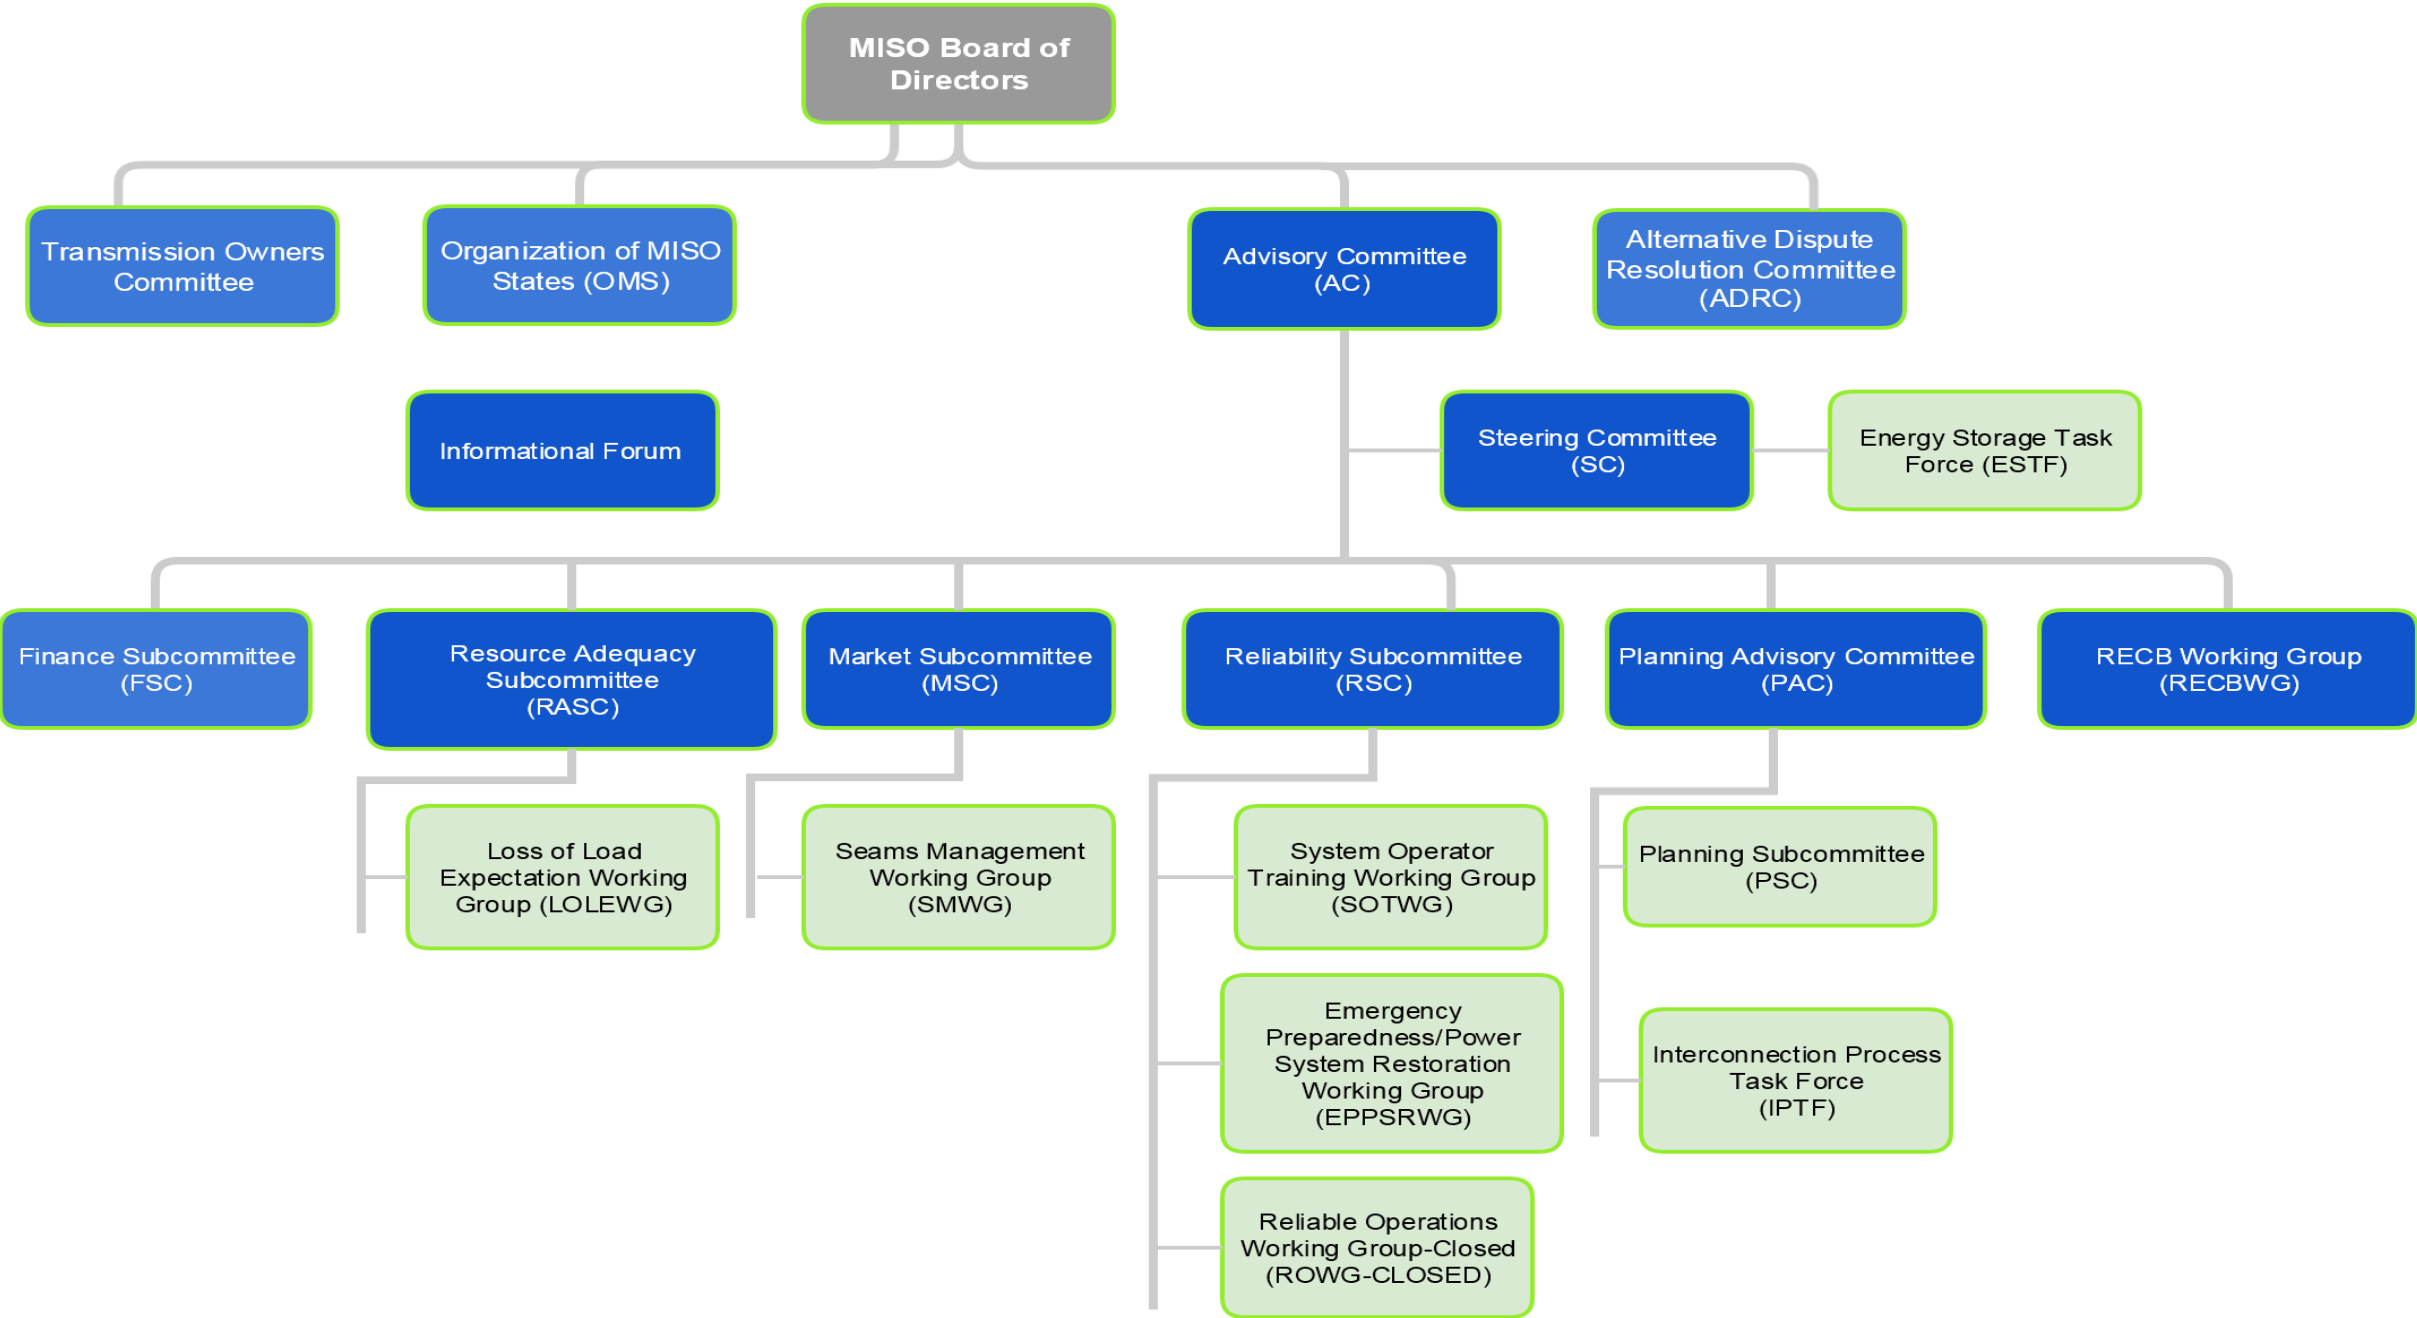 MISO Board of
Directors
Transmission Owners
Committee
Organization of MISO
States (OMS)
Advisory Committee
(AC)
Alternative Dispute
Resolution Committee
(ADRC)
Informational Forum
Steering Committee
(SC)
Energy Storage Task
Force (ESTF)
Finance Subcommittee
(FSC)
Resource Adequacy
Subcommittee
(RASC)
Market Subcommittee
(MSC)
Reliability Subcommittee
(RSC)
Planning Advisory Committee
(PAC)
RECB Working Group
(RECBWG)
Loss of Load
Expectation Working
Group (LOLEWG)
Seams Management
Working Group
(SMWG)
System Operator
Training Working Group
(SOTWG)
Planning Subcommittee
(PSC)
Emergency
Preparedness/Power
System Restoration
Working Group
(EPPSRWG)
Interconnection Process
Task Force
(IPTF)
Reliable Operations
Working Group-Closed
(ROWG-CLOSED)